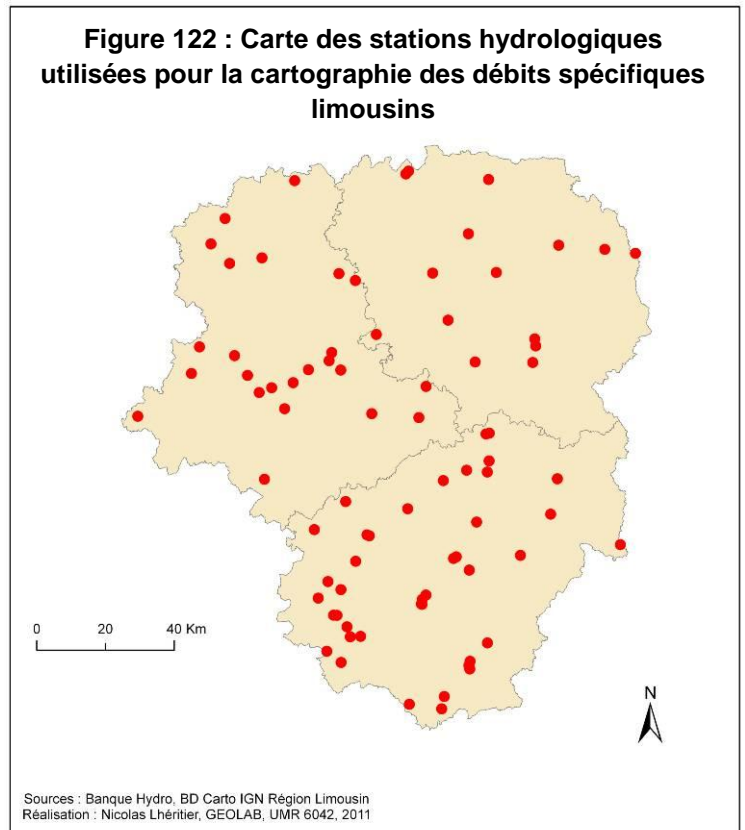 Figure 122 : Carte des stations hydrologiques
utilisées pour la cartographie des débits spécifiques
limousins
0 20 40 Km
N
Sources : Banque Hydro, BD Carto IGN Région Limousin
Réalisation : Nicolas Lhéritier, GEOLAB, UMR 6042, 2011